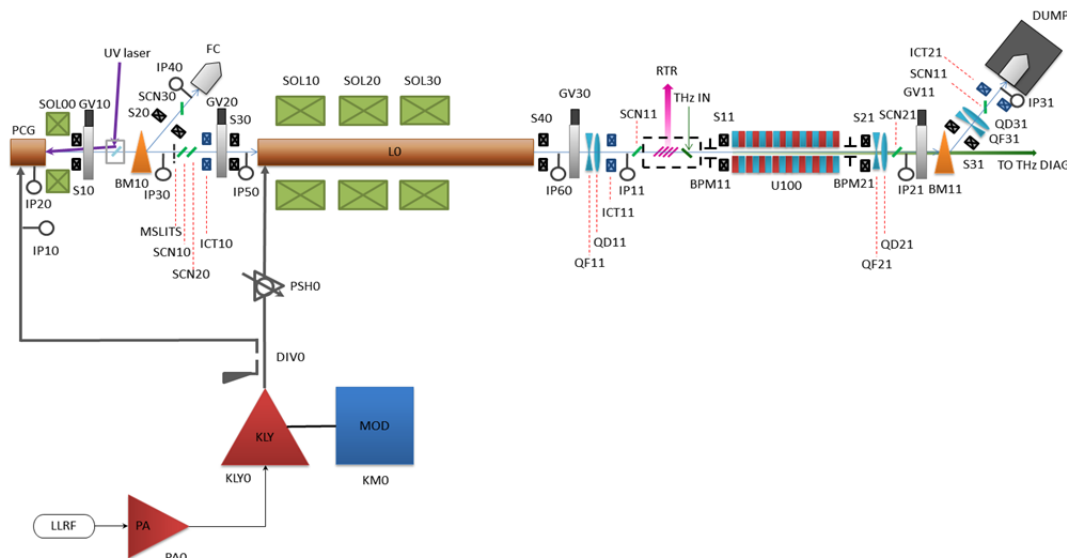 DUMP
FC
UV laser
IP40
ICT21
SOL10
SOL20
SOL30
RTR
SCN11
SCN30
SOL00
GV10
GV20
GV30
THz IN
GV11
IP31
S20
S30
S40
SCN11
S11
S21
SCN21
PCG
QD31
QF31
L0
S10
BM10
IP30
IP50
IP60
IP11
BPM11
U100
BPM21
IP21
BM11
S31
TO THz DIAG
IP20
ICT11
IP10
MSLITS
ICT10
QD11
QD21
SCN10
QF11
QF21
SCN20
PSH0
DIV0
KLY
MOD
KLY0
KM0
LLRF
PA
PA0